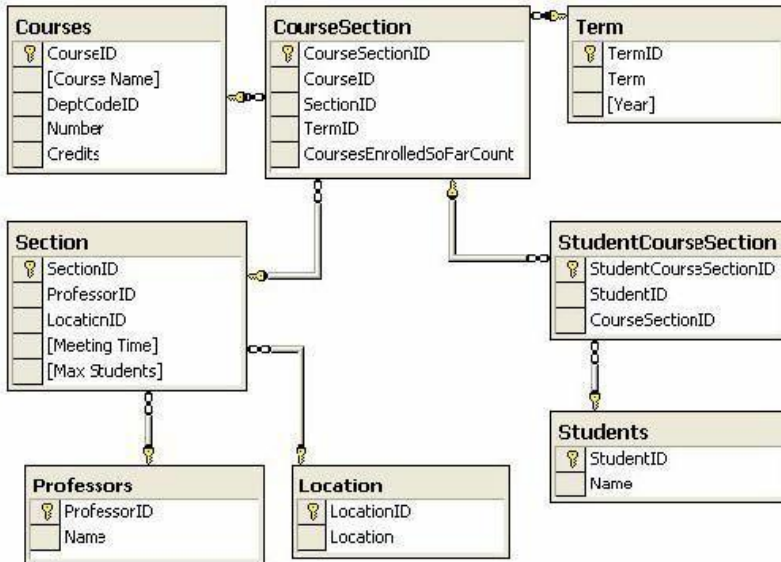 Courses
CourseID
[Course Name]
DeptCodeID
Number
Credits
CourseSection
CourseSectionID
CourseID
SectionID
TermID
CoursesEnrolledSoFarCount
Term
TermID
Term
[Year]
Section
SectionID
ProfessorID
LocationID
[Meeting Time]
[Max Students]
StudentCourseSection
StudentCourseSectionID
StudentID
CourseSectionID
Professors
ProfessorID
Name
Location
LocationID
Location
Students
StudentID
Name